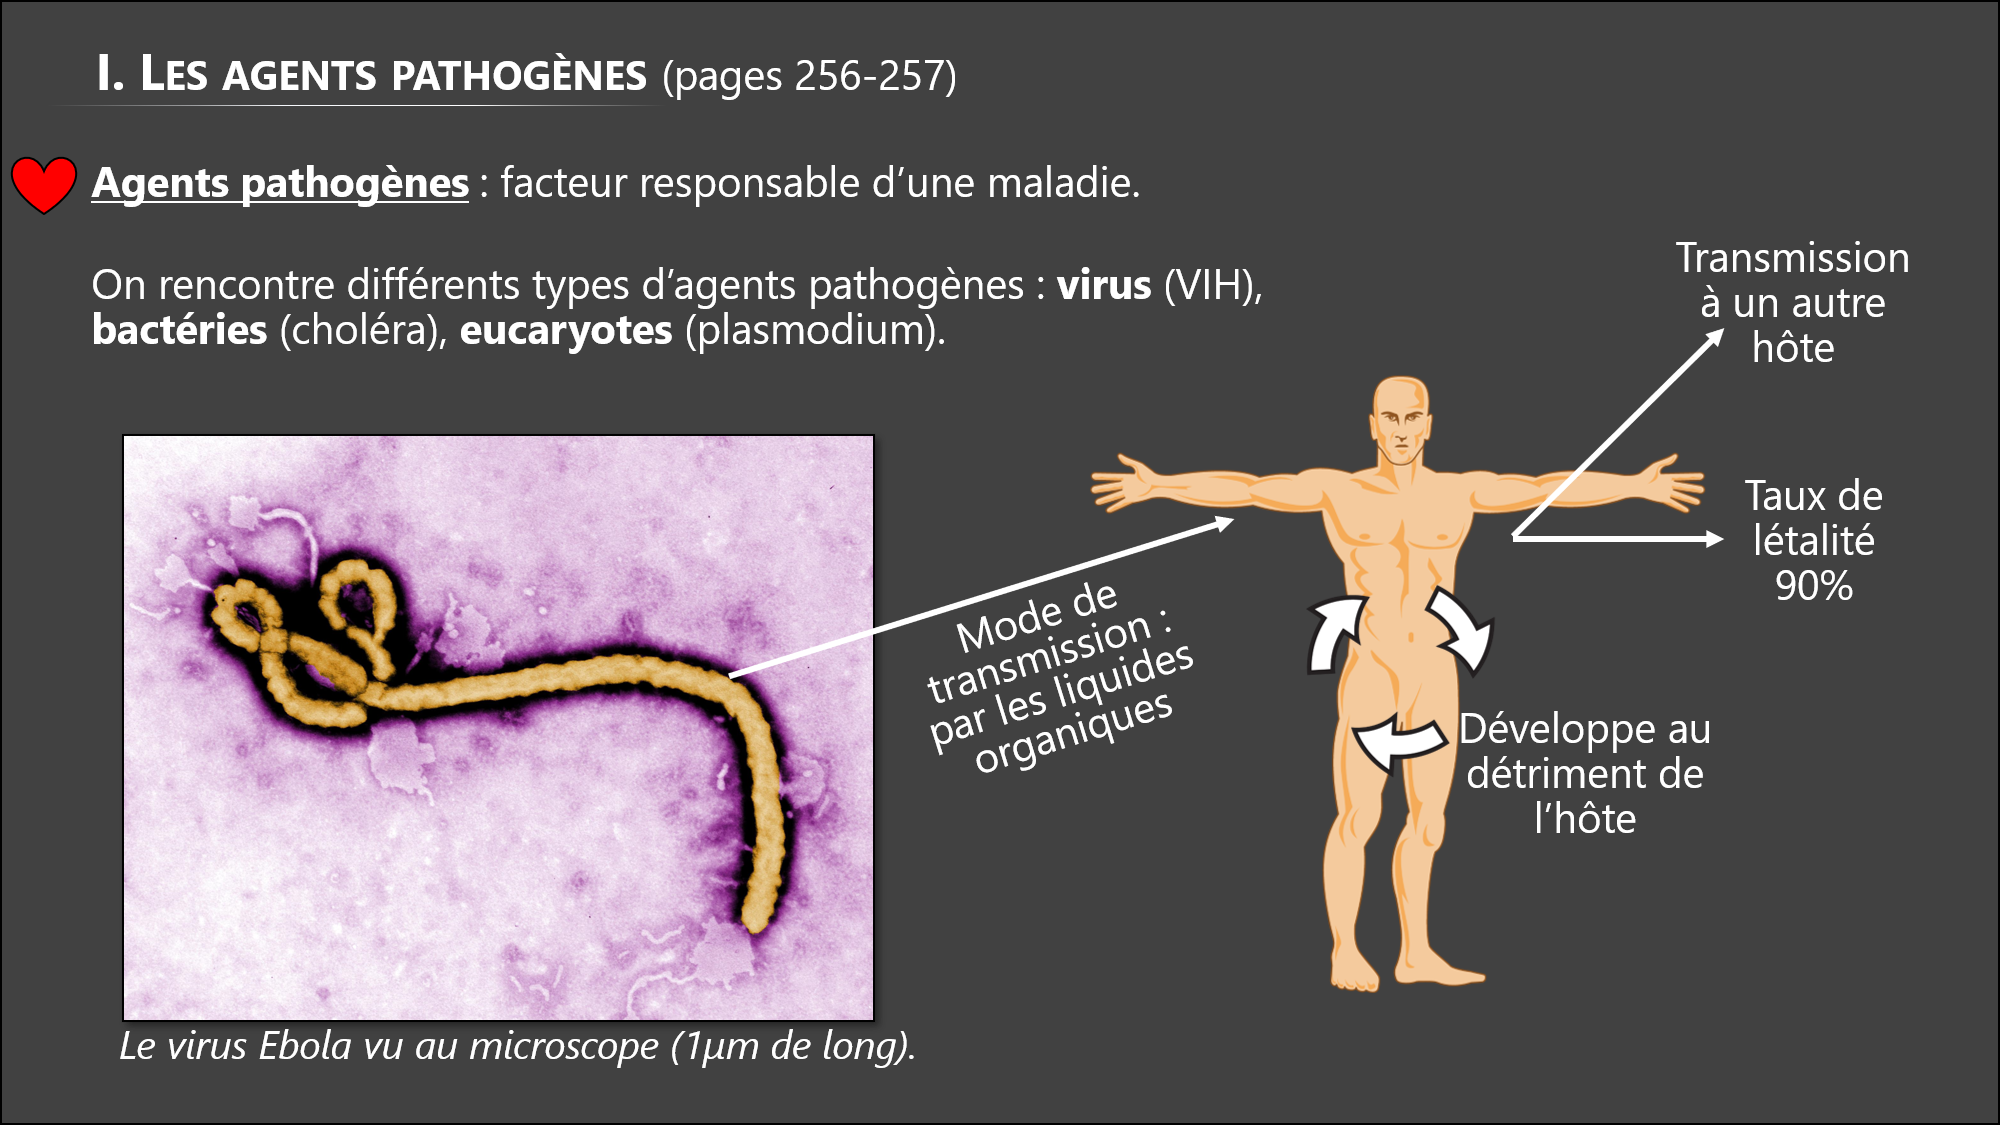 I. LES AGENTS PATHOGÈNES (pages 256-257)
Agents pathogènes : facteur responsable d’une maladie.
On rencontre différents types d’agents pathogènes : virus (VIH),
bactéries (choléra), eucaryotes (plasmodium).
Transmission
à un autre
hôte
Taux de
létalité
90%
Mode de
transmission :
par les liquides
organiques
Développe au
détriment de
l’hôte
Le virus Ebola vu au microscope (1µm de long).